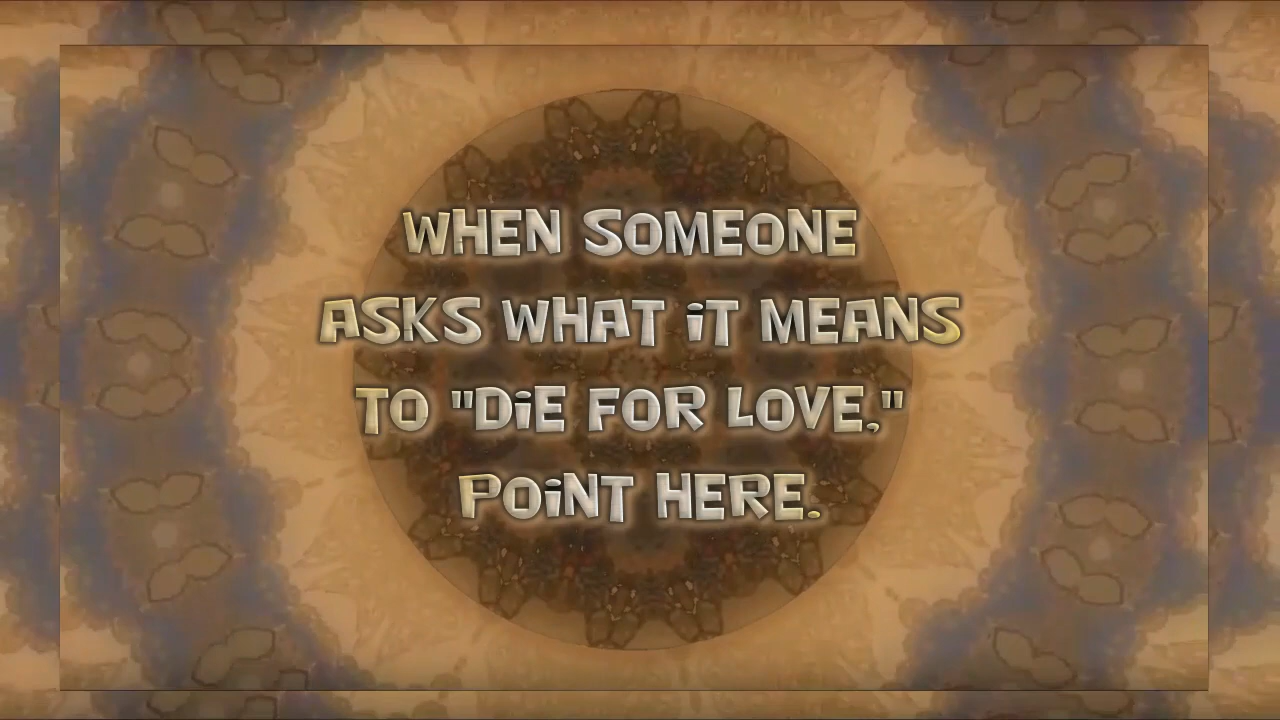 WHEN SOMEONE
ASKS WHAT iT MEANS
TO "DiE FOR LOVE,"
POiNT HERE.